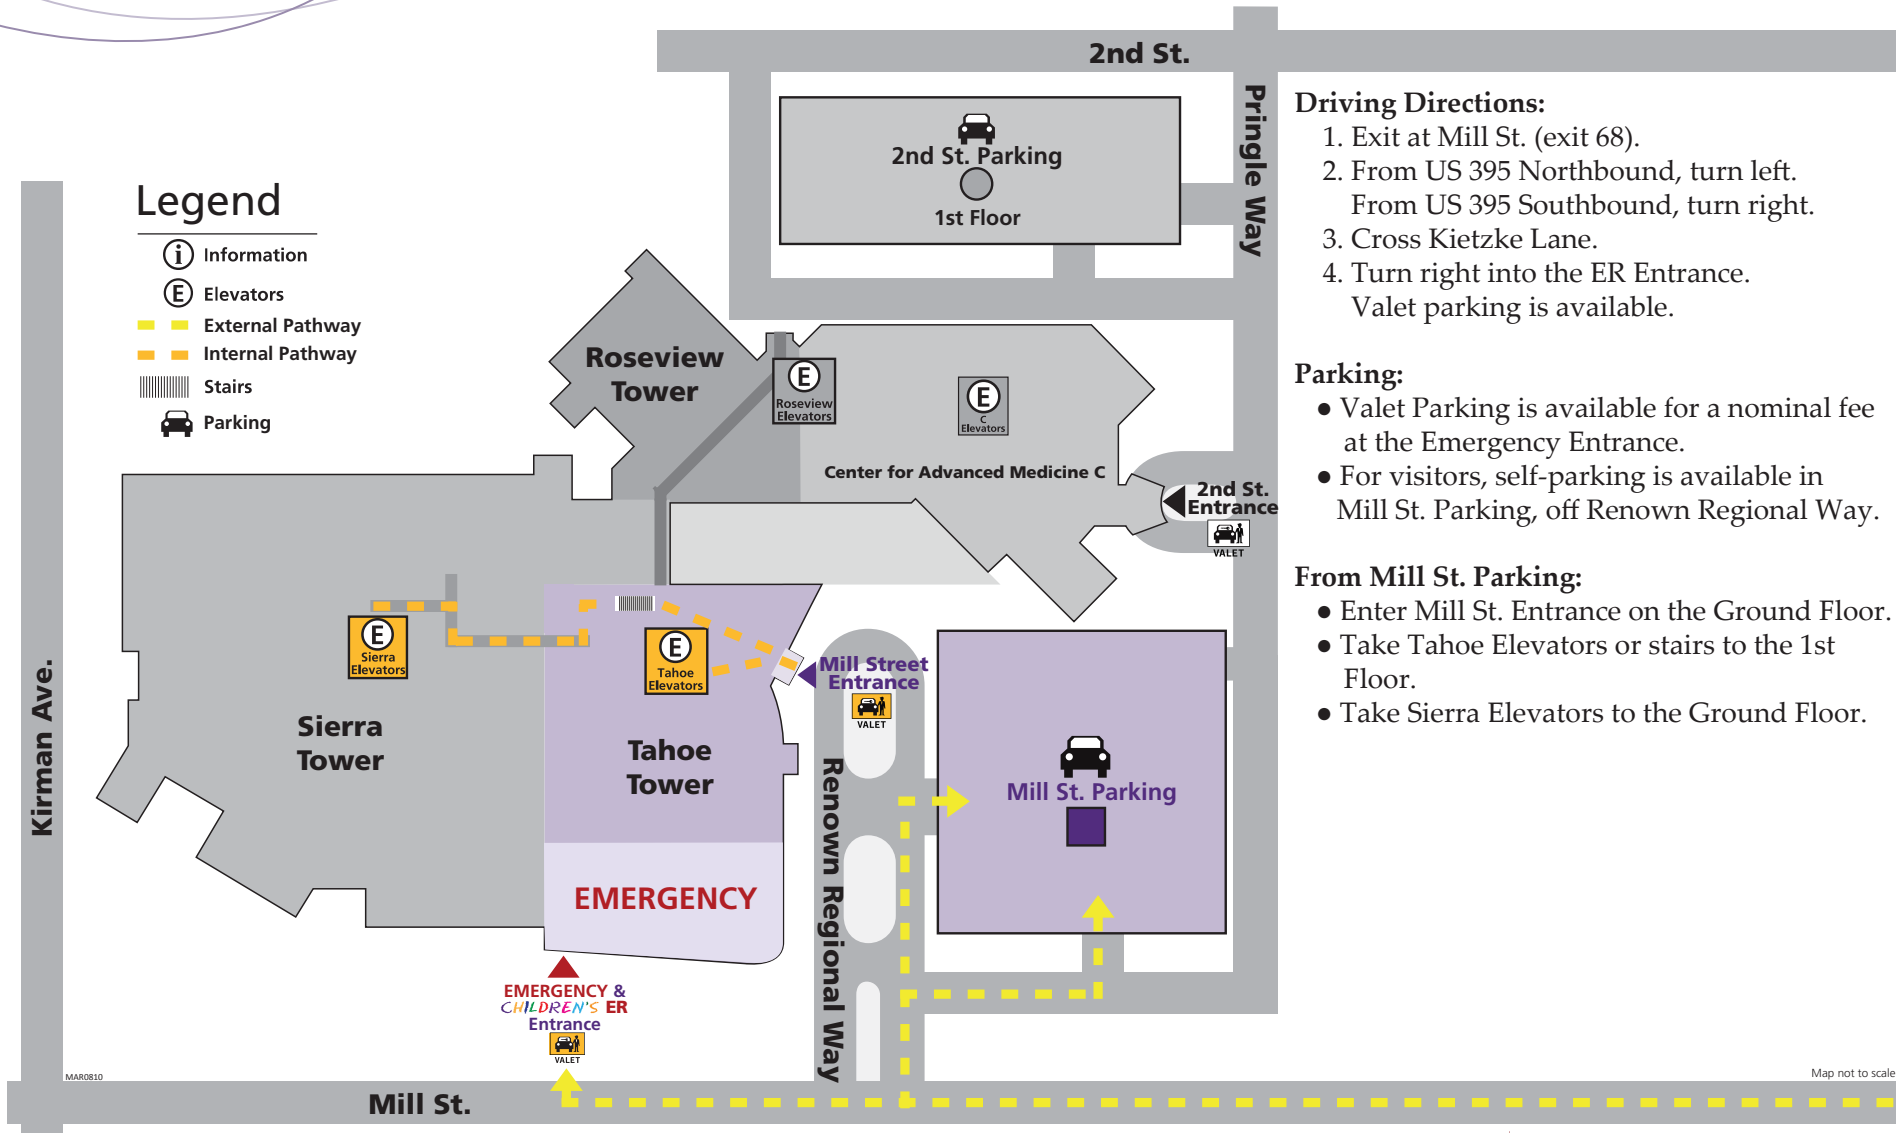 2nd St.
Pringle Way
2nd St. Parking
1st Floor
Driving Directions:
1. Exit at Mill St. (exit 68).
2. From US 395 Northbound, turn left.
From US 395 Southbound, turn right.
3. Cross Kietzke Lane.
4. Turn right into the ER Entrance.
Valet parking is available.
Parking:
● Valet Parking is available for a nominal fee
at the Emergency Entrance.
● For visitors, self-parking is available in
Mill St. Parking, off Renown Regional Way.
From Mill St. Parking:
● Enter Mill St. Entrance on the Ground Floor.
● Take Tahoe Elevators or stairs to the 1st
Floor.
● Take Sierra Elevators to the Ground Floor.
Legend
i Information
E Elevators
External Pathway
Internal Pathway
Stairs
Parking
Roseview
Tower
E
Roseview
Elevators
E
C
Elevators
Center for Advanced Medicine C
2nd St.
Entrance
VALET
E
Sierra
Elevators
E
Tahoe
Elevators
Mill Street
Entrance
VALET
Sierra
Tower
Tahoe
Tower
Mill St. Parking
Kirman Ave.
Renown Regional Way
EMERGENCY
EMERGENCY &
CHILDREN'S ER
Entrance
VALET
MAR0810
Map not to scale
Mill St.